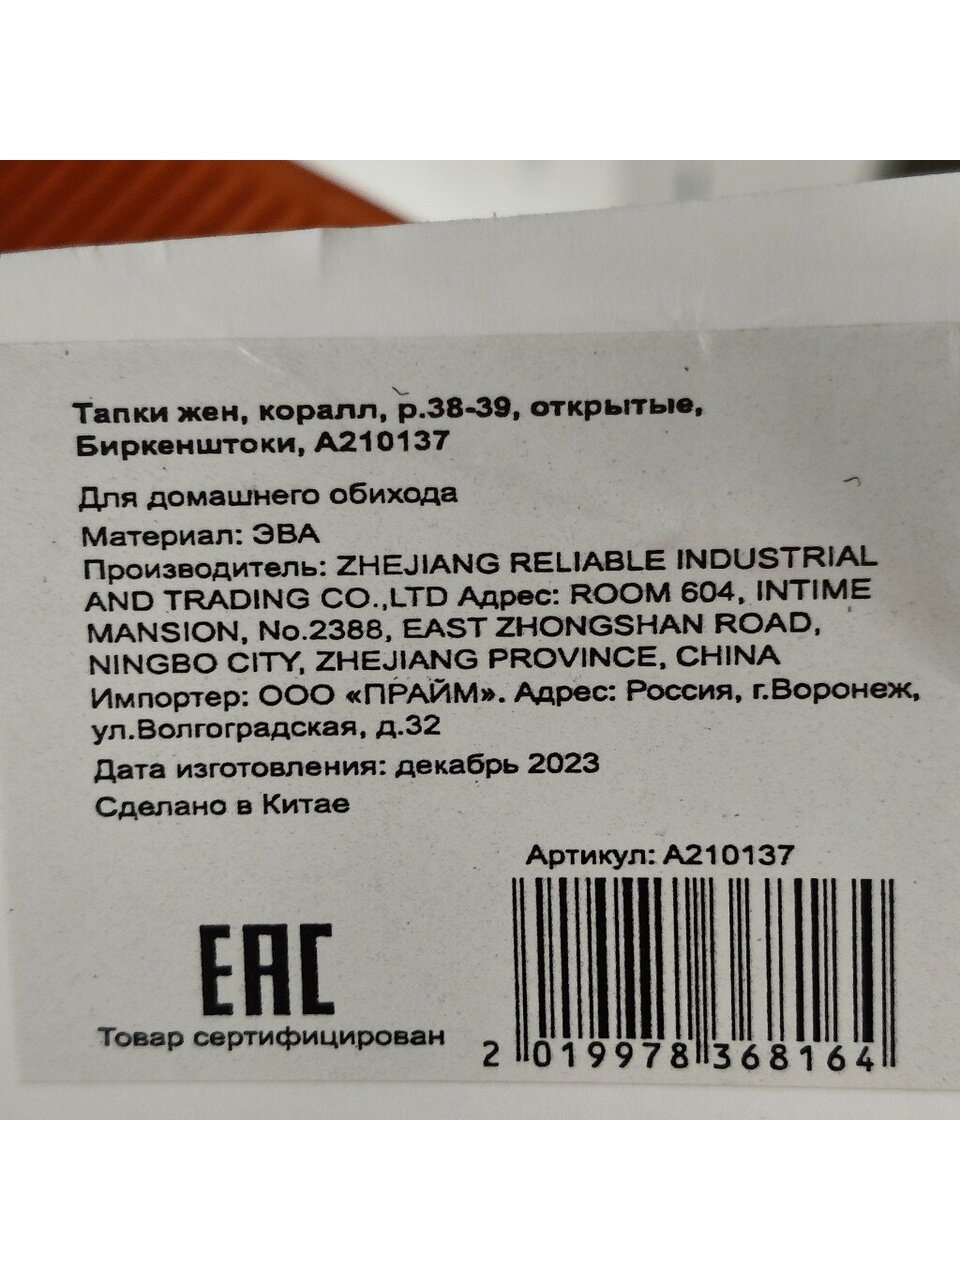 Тапки жен, коралл, р.38-39, открытые,
Биркенштоки, А210137
Для домашнего обихода
Материал: ЭВА
Производитель: ZHEJIANG RELIABLE INDUSTRIAL
AND TRADING CO.,LTD Адрес: ROOM 604, INTIME
MANSION, No.2388, EAST ZHONGSHAN ROAD,
NINGBO CITY, ZHEJIANG PROVINCE, CHINA
Импортер: ООО «ПРАЙМ». Адрес: Россия, г.Воронеж,
ул.Волгоградская, д.32
Дата изготовления: декабрь 2023
Сделано в Китае
Артикул: А210137
ЕАС
Товар сертифицирован
2 019978 368164